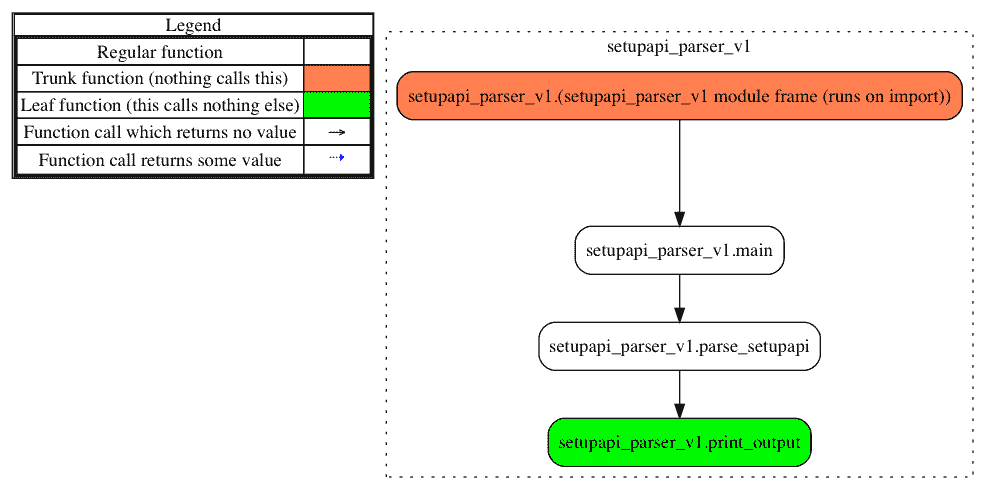 Legend
Regular function
Trunk function (nothing calls this)
Leaf function (this calls nothing else)
Function call which returns no value
Function call returns some value
setupapi_parser_v1
setupapi_parser_v1.(setupapi_parser_v1 module frame (runs on import))
setupapi_parser_v1.main
setupapi_parser_v1.parse_setupapi
setupapi_parser_v1.print_output